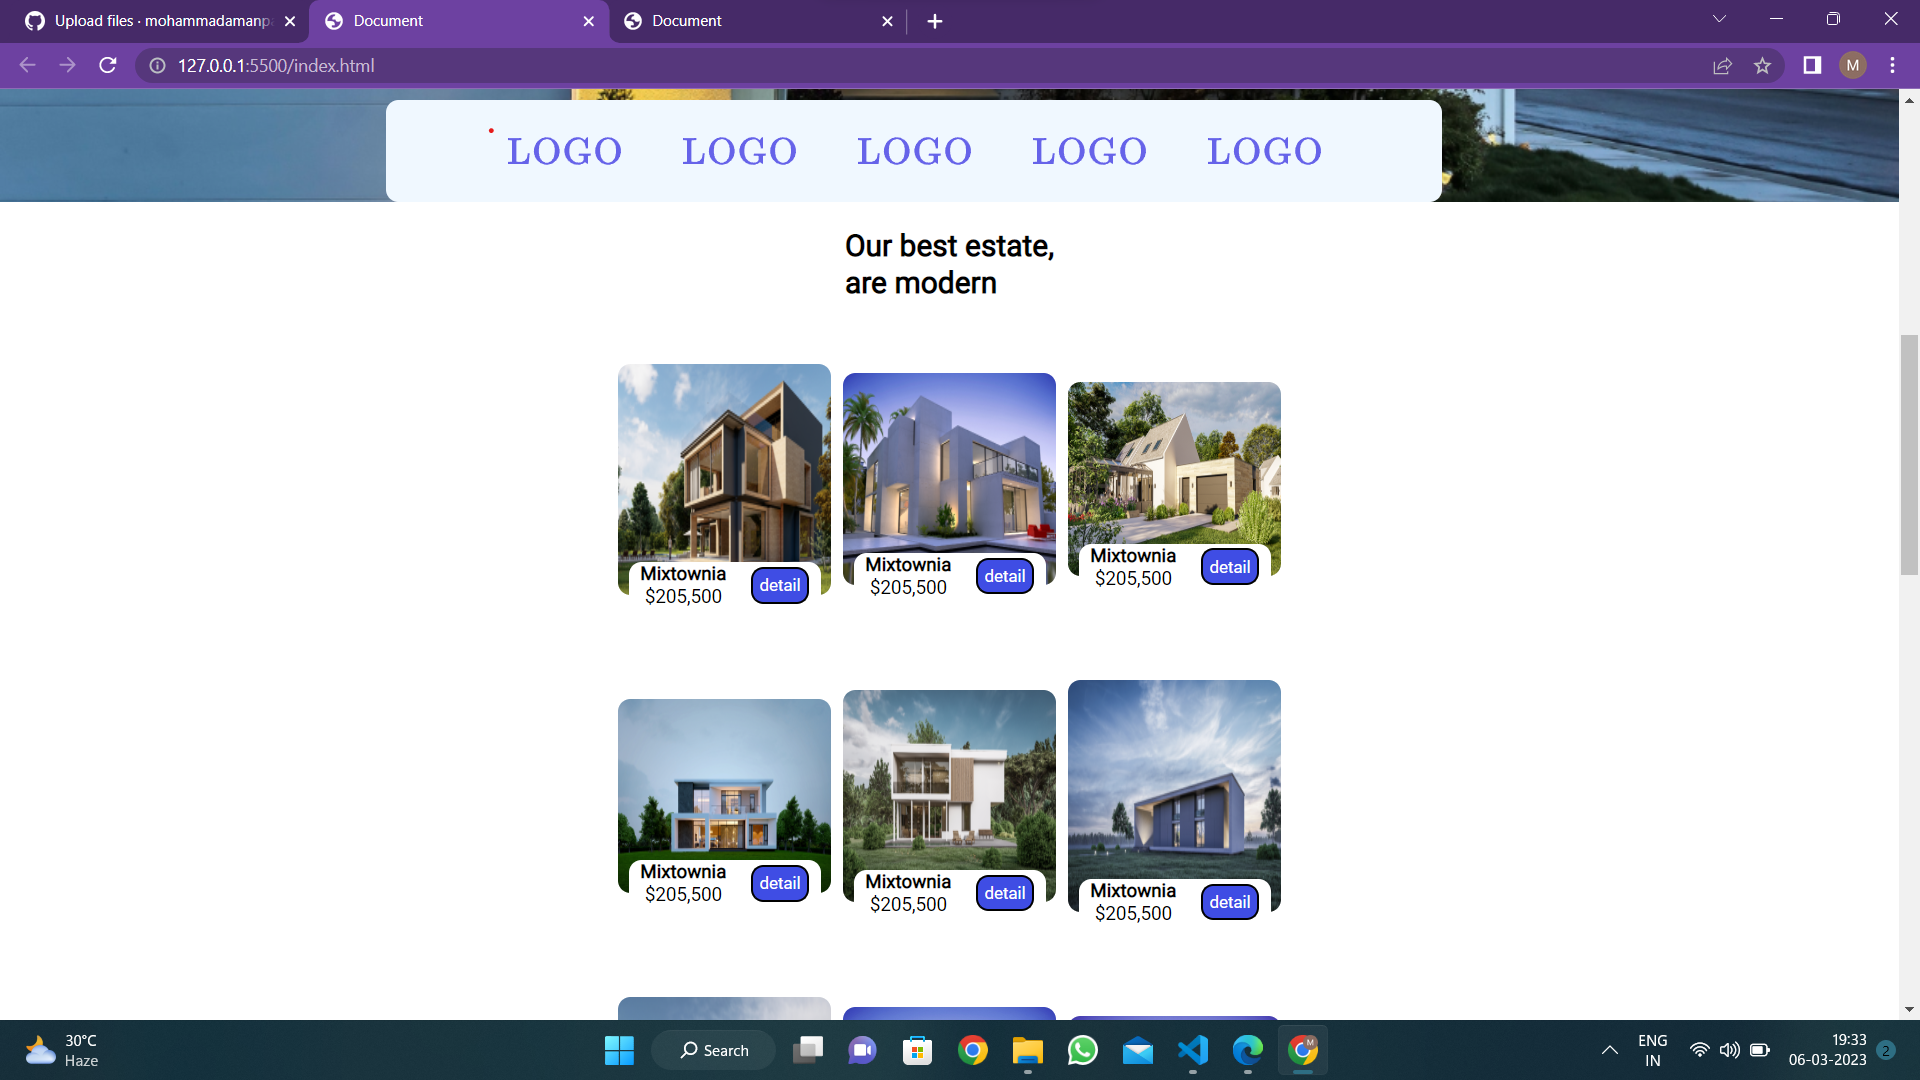 Upload files · mohammadamanpa
Document
Document
127.0.0.1:5500/index.html
M
LOGO LOGO LOGO LOGO LOGO
Our best estate,
are modern
Mixtownia
$205,500
detail
Mixtownia
$205,500
detail
Mixtownia
$205,500
detail
Mixtownia
$205,500
detail
Mixtownia
$205,500
detail
Mixtownia
$205,500
detail
30°C
Haze
Search
M
ENG
IN
19:33
06-03-2023
2